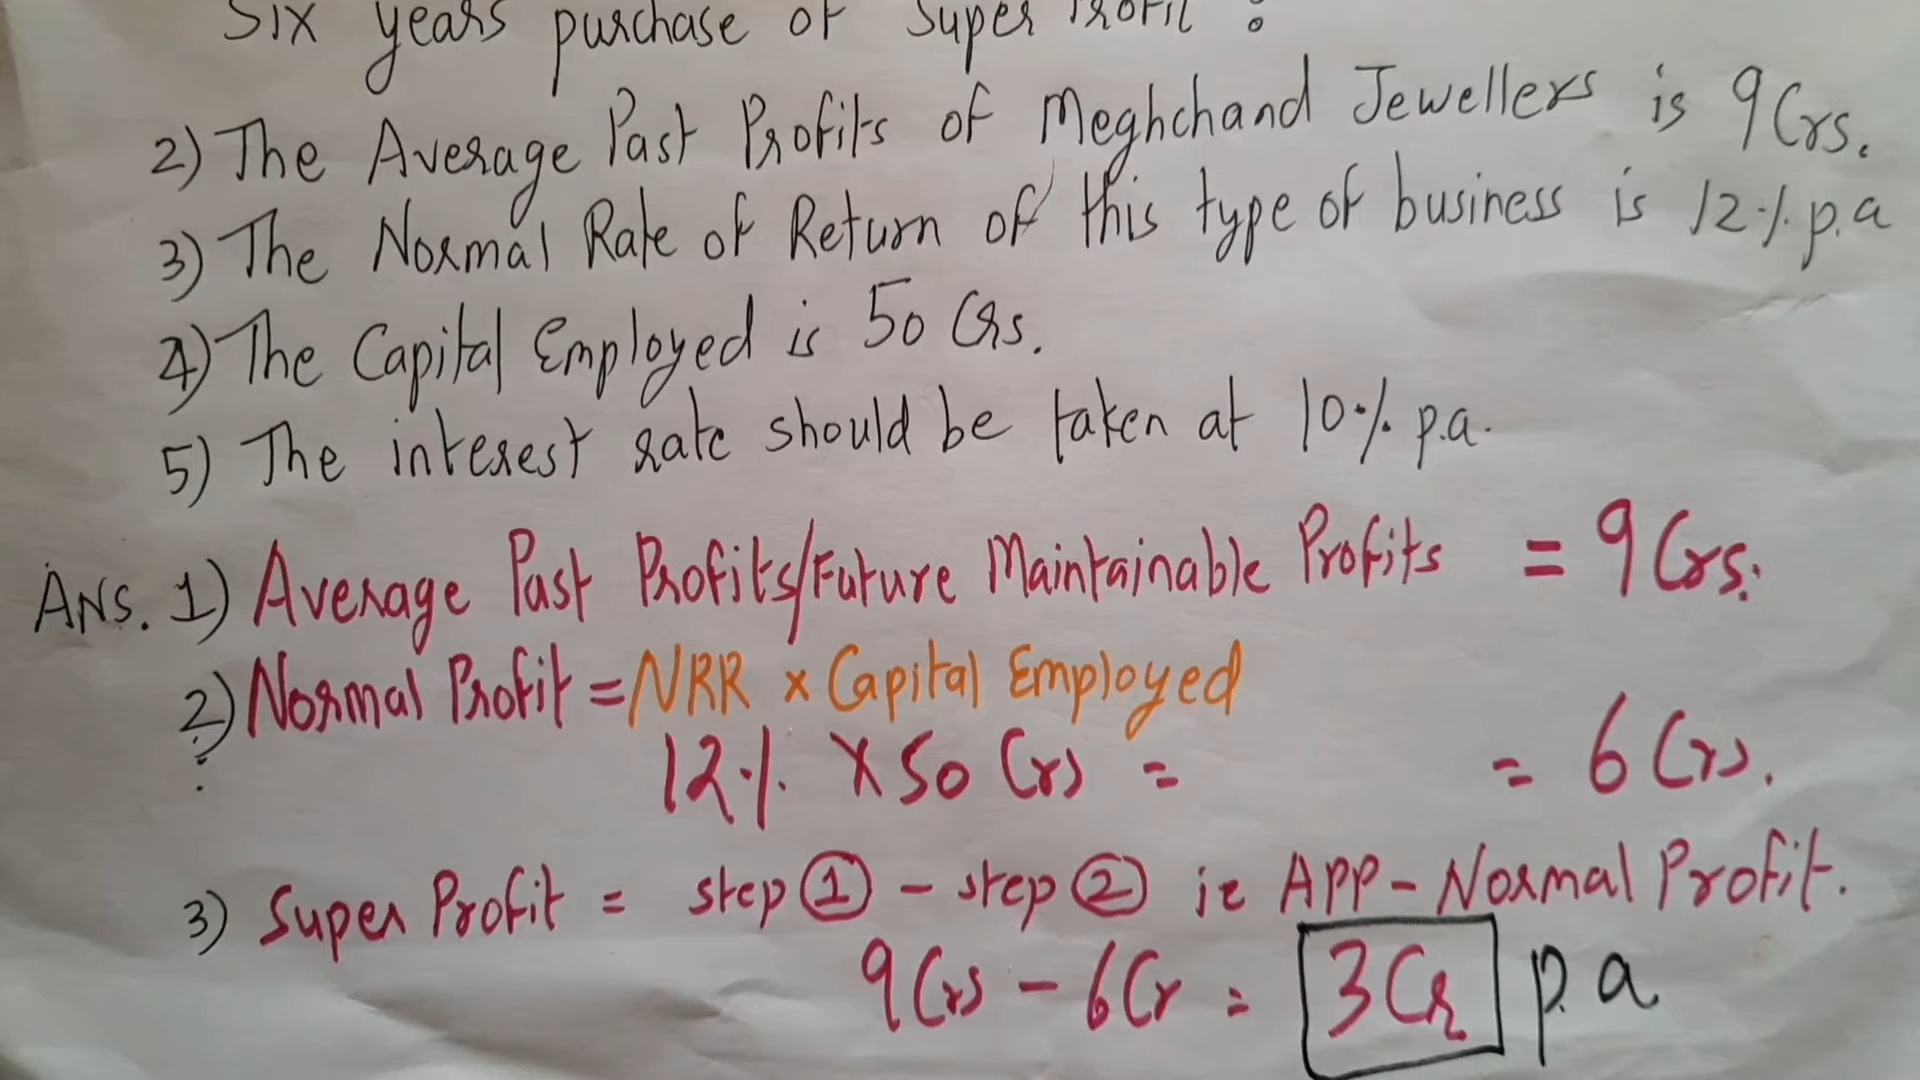 Six years purchase of Super Profit :
2) The Average Past Profits of Meghchand Jewellers is 9 Crs.
3) The Normal Rate of Return of this type of business is 12% p.a
4) The Capital Employed is 50 Crs.
5) The interest rate should be taken at 10% p.a.
Ans. 1) Average Past Profits/Future Maintainable Profits = 9 Crs.
2) Normal Profit = NRR x Capital Employed
12% x 50 Crs = = 6 Crs.
3) Super Profit = step ① - step ② ie APP - Normal Profit.
9 Crs - 6 Cr = 3 Cr p.a